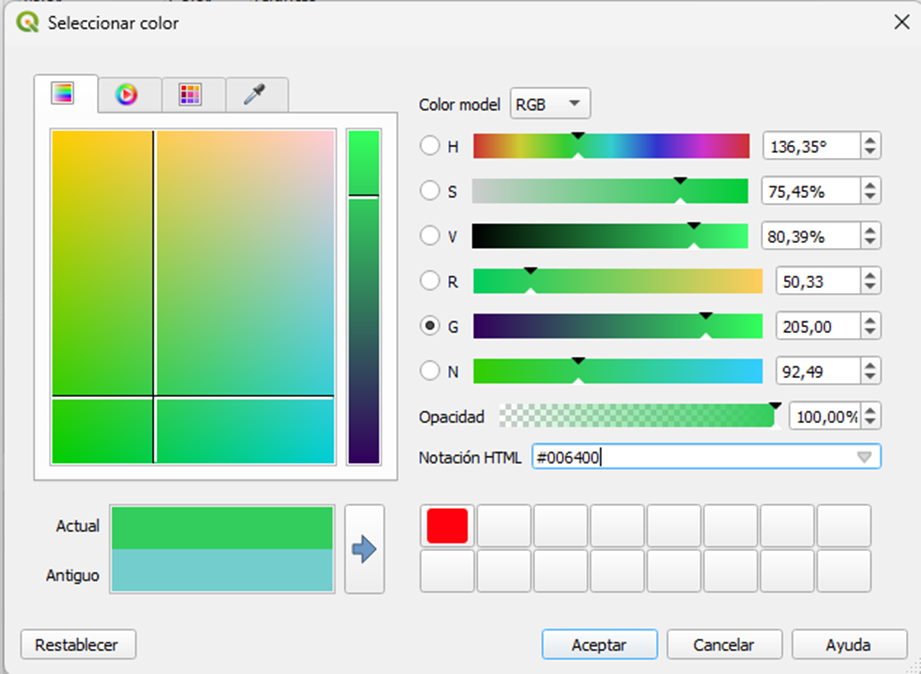 Seleccionar color
Color model RGB
H 136,35°
S 75,45%
V 80,39%
R 50,33
G 205,00
N 92,49
Opacidad 100,00%
Notación HTML #006400
Actual
Antiguo
Restablecer Aceptar Cancelar Ayuda